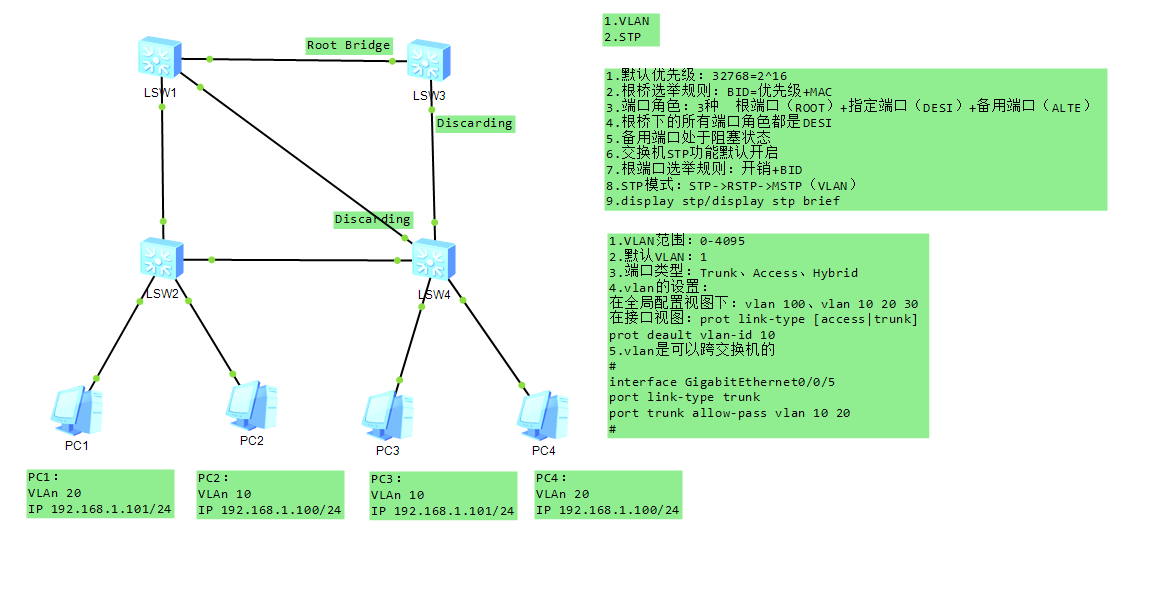 Root Bridge
LSW1
LSW3
Discarding
Discarding
LSW2
LSW4
PC1
PC2
PC3
PC4
PC1：
VLAn 20
IP 192.168.1.101/24
PC2：
VLAn 10
IP 192.168.1.100/24
PC3：
VLAn 10
IP 192.168.1.101/24
PC4：
VLAn 20
IP 192.168.1.100/24
1.VLAN
2.STP
1.默认优先级：32768=2^16
2.根桥选举规则：BID=优先级+MAC
3.端口角色：3种 根端口（ROOT）+指定端口（DESI）+备用端口（ALTE）
4.根桥下的所有端口角色都是DESI
5.备用端口处于阻塞状态
6.交换机STP功能默认开启
7.根端口选举规则：开销+BID
8.STP模式：STP->RSTP->MSTP（VLAN）
9.display stp/display stp brief
1.VLAN范围：0-4095
2.默认VLAN：1
3.端口类型：Trunk、Access、Hybrid
4.vlan的设置：
在全局配置视图下：vlan 100、vlan 10 20 30
在接口视图：prot link-type [access|trunk]
prot deault vlan-id 10
5.vlan是可以跨交换机的
#
interface GigabitEthernet0/0/5
port link-type trunk
port trunk allow-pass vlan 10 20
#